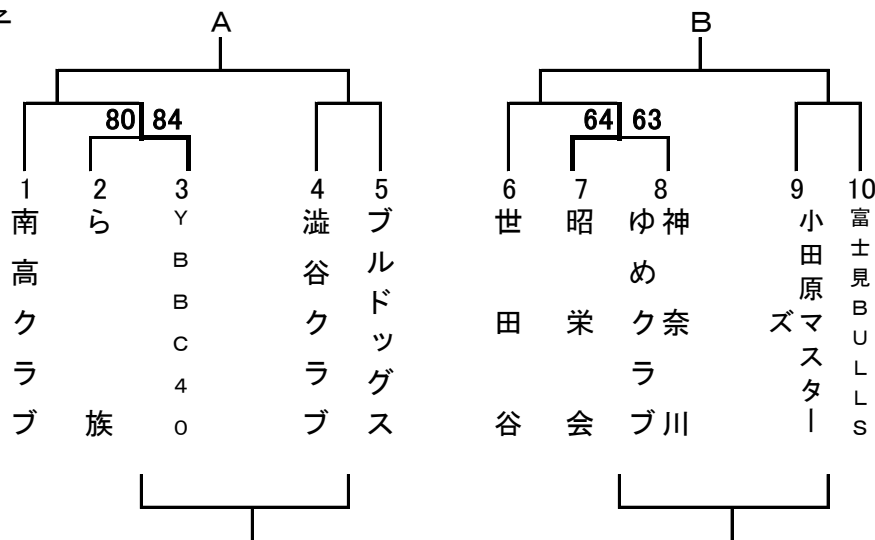 A
B
80 84
64 63
1
2
3
4
5
6
7
8
9
10
南高クラブ
ら族
YBBC40
澁谷クラブ
ブルドッグス
世田谷
昭栄会
神奈川
ゆめクラブ
小田原マスター
ズ
富士見BULLS